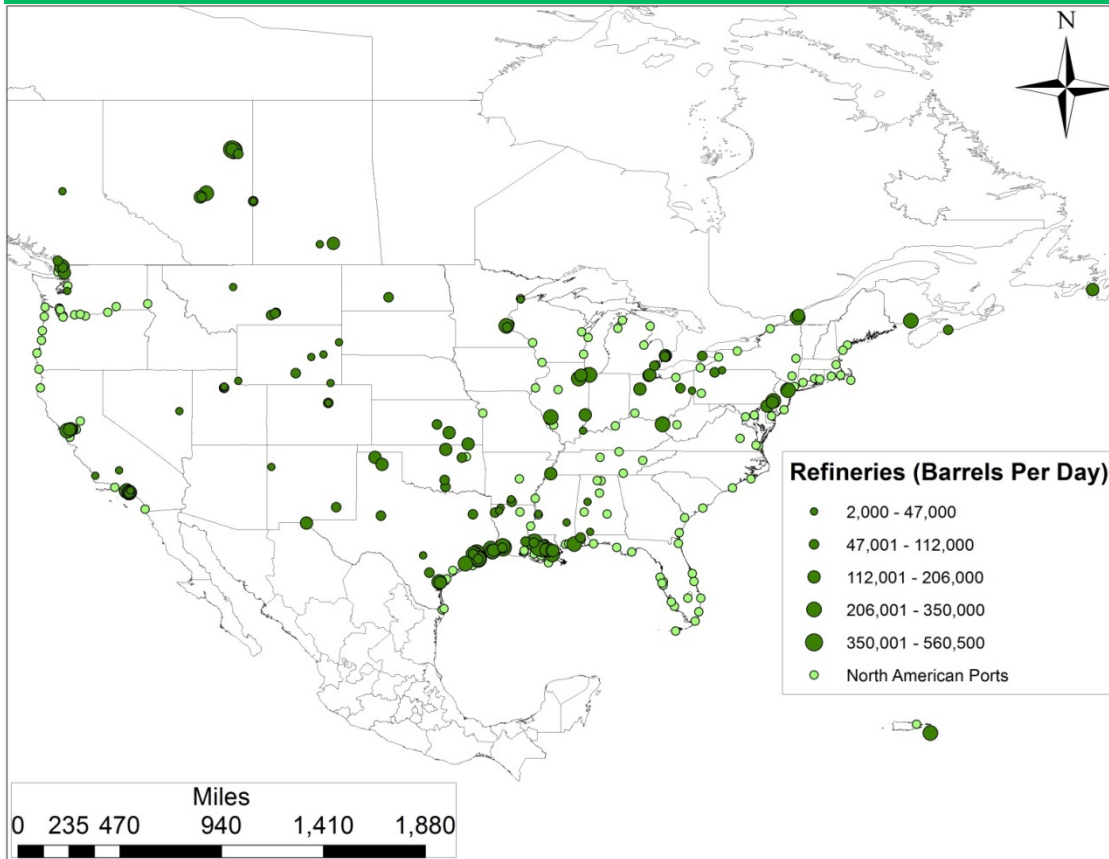 N
Refineries (Barrels Per Day)
2,000 - 47,000
47,001 - 112,000
112,001 - 206,000
206,001 - 350,000
350,001 - 560,500
North American Ports
Miles
0 235 470 940 1,410 1,880